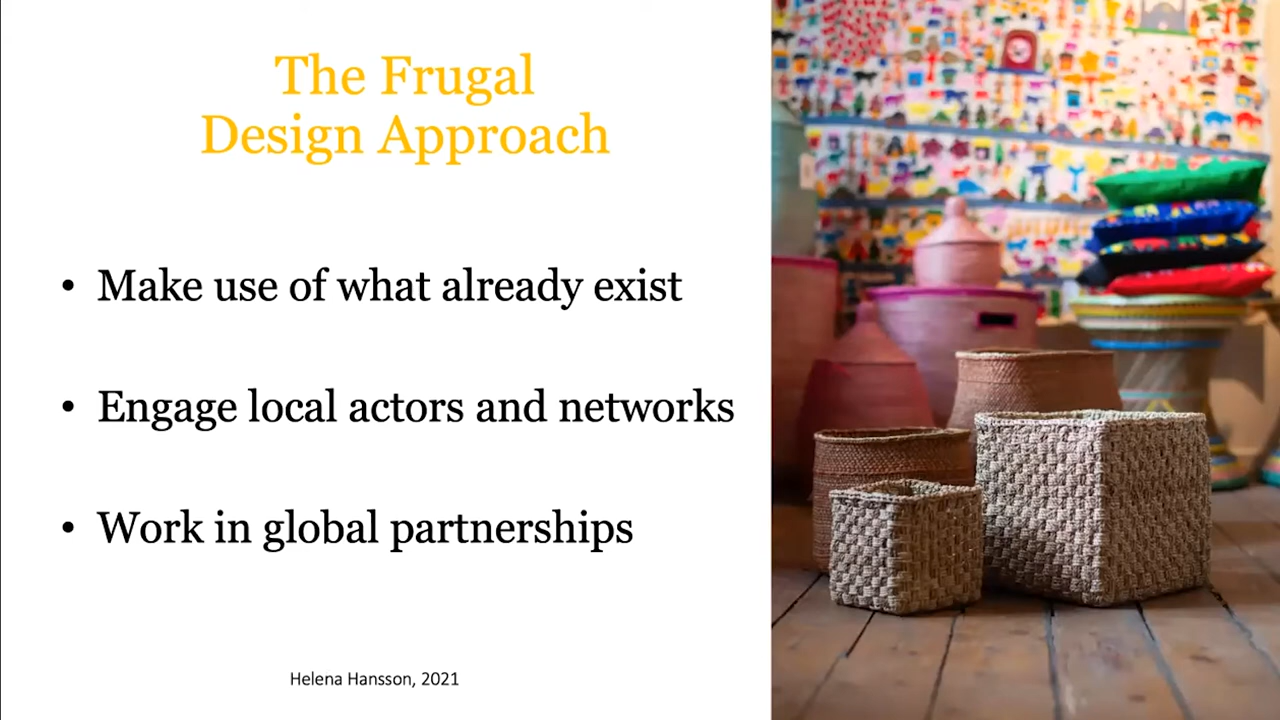 The Frugal
Design Approach
• Make use of what already exist
• Engage local actors and networks
• Work in global partnerships
Helena Hansson, 2021